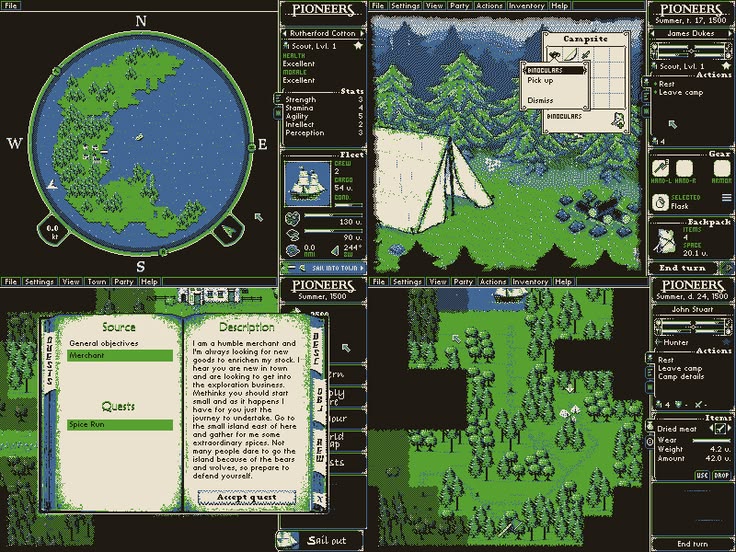 File
N
W
E
S
0.0
kt
PIONEERS
Rutherford Cotton
Scout, Lvl. 1
HEALTH
Excellent
MORALE
Excellent
Stats
Strength 3
Stamina 4
Agility 5
Intellect 2
Perception 3
Fleet
CREW
2
CARGO
54 u.
COND.
130 u.
90 u.
0.0 244°
NMI SW
SAIL INTO TOWN
File Settings View Party Actions Inventory Help
Campsite
BINOCULARS
Pick up
Dismiss
BINOCULARS
PIONEERS
Summer, t. 17, 1500
James Dukes
Scout, Lvl. 1
Actions
Rest
Leave camp
4
Gear
HAND-L HAND-R ARMOR
SELECTED
Flask
Backpack
ITEMS
4
SPACE
20.1 u.
End turn
File Settings View Town Party Help
PIONEERS
Summer, 1500
QUESTS
Source
General objectives
Merchant
Quests
Spice Run
Description
I am a humble merchant and
I'm always looking for new
goods to enrichen my stock. I
hear you are new in town
and are looking to get into
the exploration business.
Methinks you should start
small and as it happens I
have for you just the
journey to undertake. Go to
the small island east of here
and gather for me some
extraordinary spices. Not
many people dare to go the
island because of the bears
and wolves, so prepare to
defend yourself.
Accept quest
DESC
OBJ
REW
X
Sail out
File Settings View Party Actions Inventory Help
PIONEERS
Summer, d. 24, 1500
John Stuart
Hunter
Actions
Rest
Leave camp
Camp details
4
Items
Dried meat
Wear
Weight 4.2 u.
Amount 42.0 u.
USE DROP
End turn